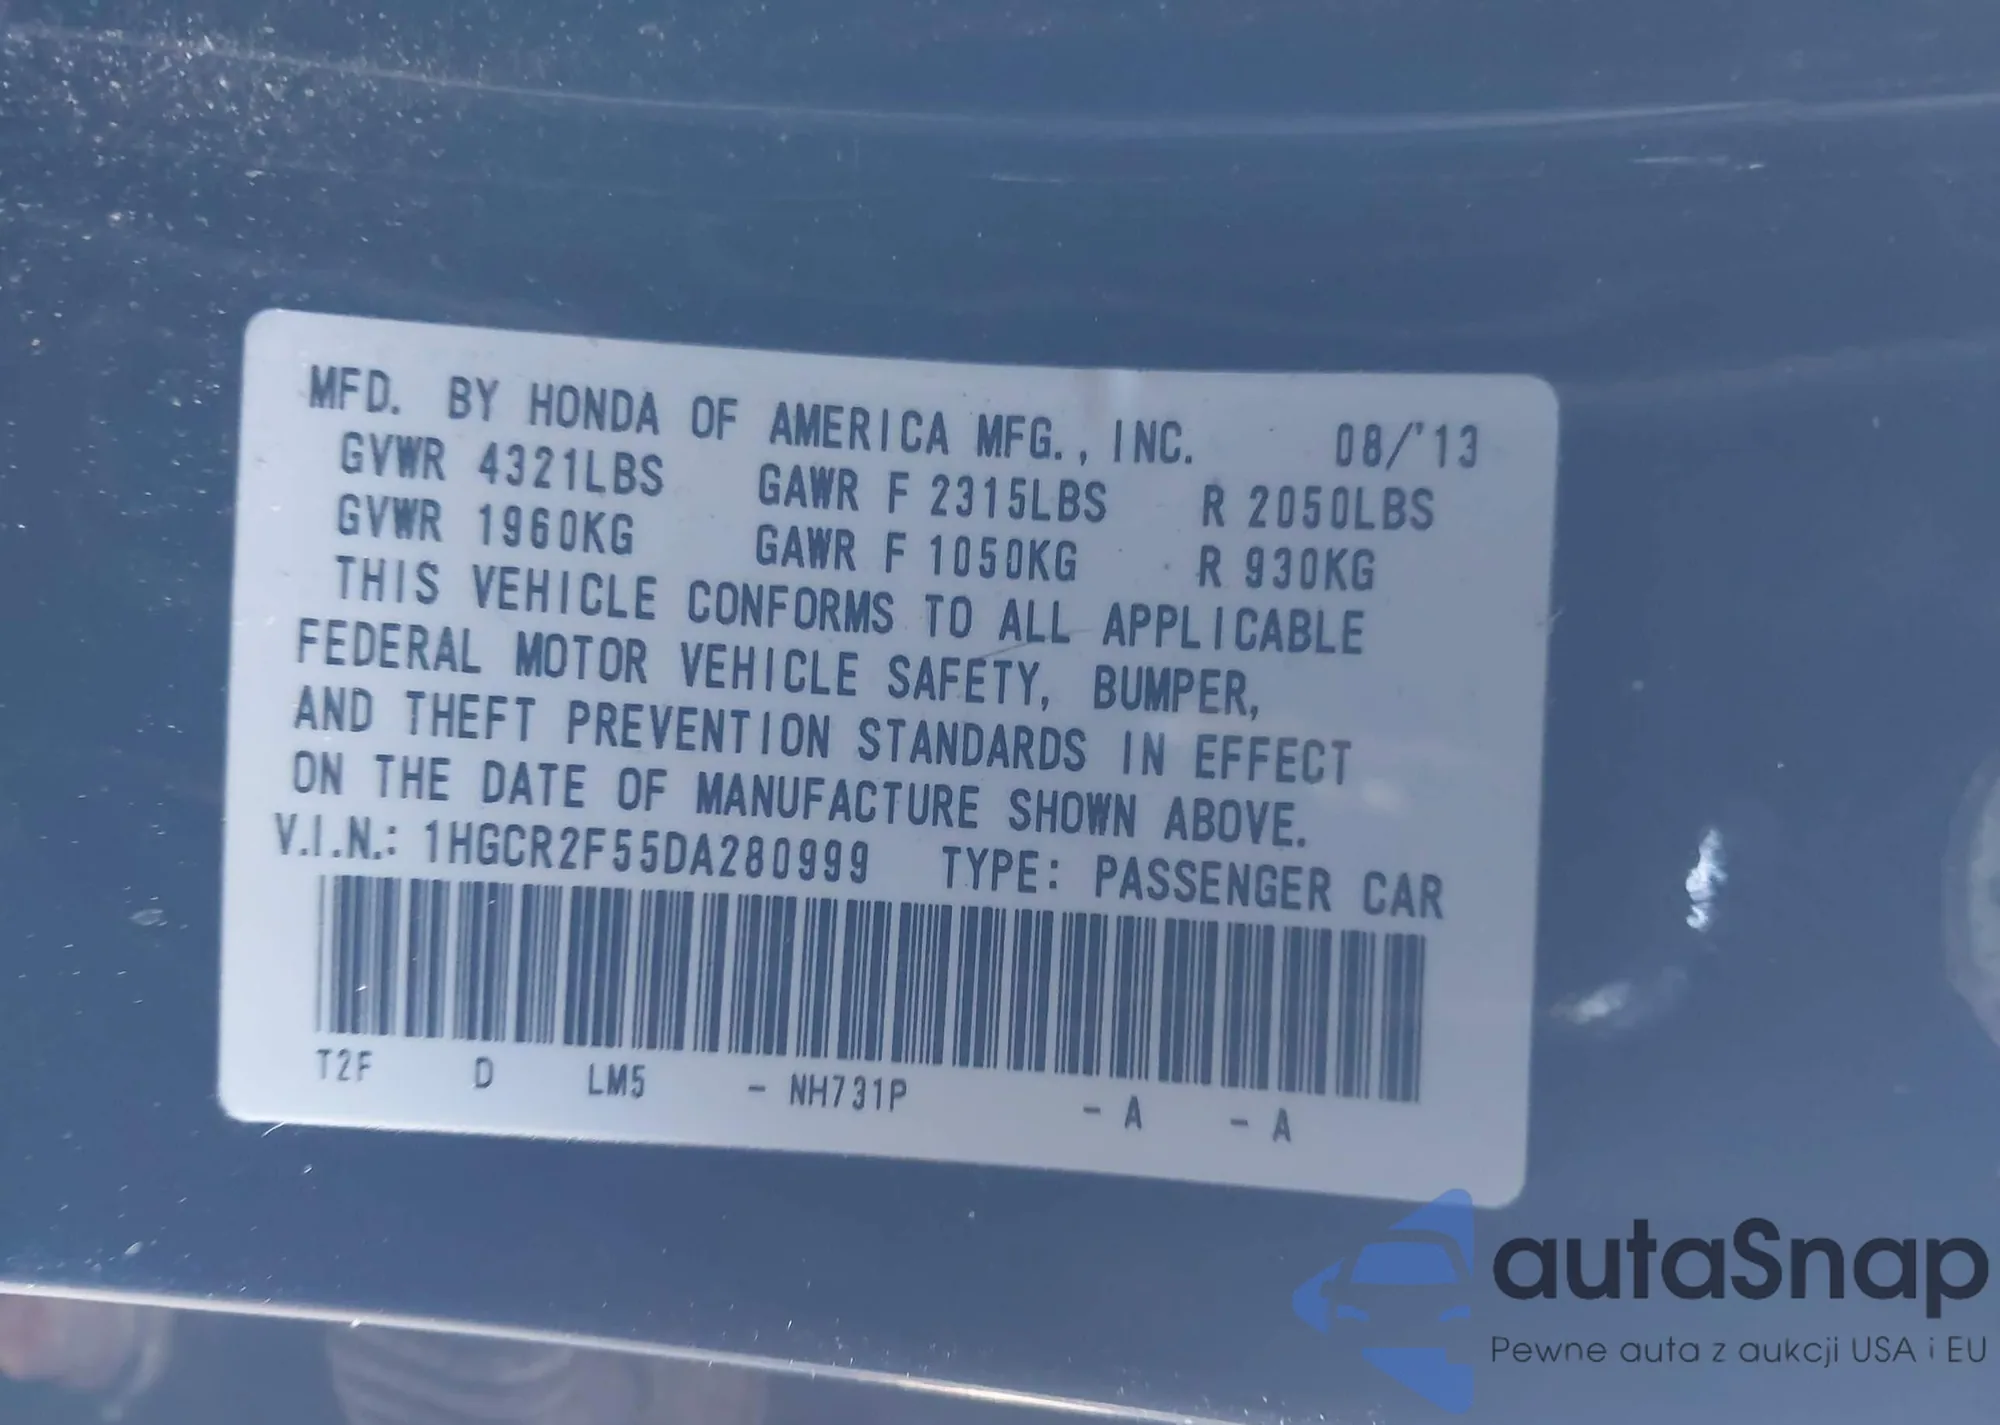 MFD. BY HONDA OF AMERICA MFG., INC. 08/'13
GVWR 4321LBS GAWR F 2315LBS R 2050LBS
GVWR 1960KG GAWR F 1050KG R 930KG
THIS VEHICLE CONFORMS TO ALL APPLICABLE
FEDERAL MOTOR VEHICLE SAFETY, BUMPER,
AND THEFT PREVENTION STANDARDS IN EFFECT
ON THE DATE OF MANUFACTURE SHOWN ABOVE.
V.I.N.: 1HGCR2F55DA280999 TYPE: PASSENGER CAR
T2F D LM5 - NH731P - A - A
autaSnap
Pewne auta z aukcji USA i EU